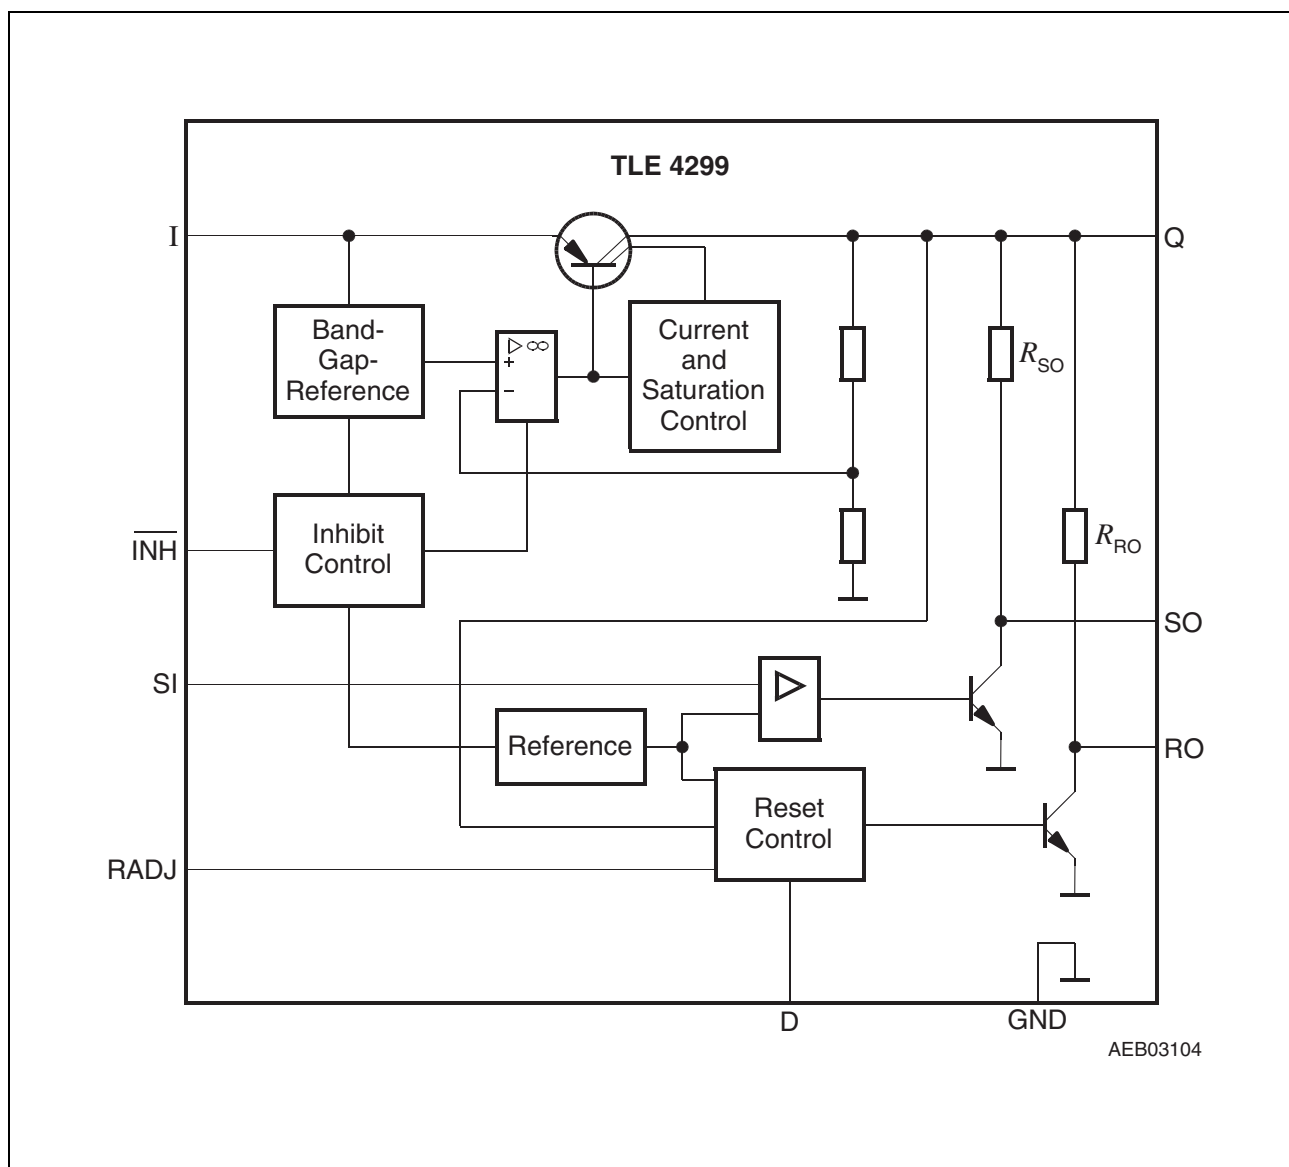 TLE 4299
I
Q
Band-
Gap-
Reference
▷ ∞
+
−
Current
and
Saturation
Control
R_SO
INH
Inhibit
Control
R_RO
SO
SI
Reference
RO
Reset
Control
RADJ
D
GND
AEB03104